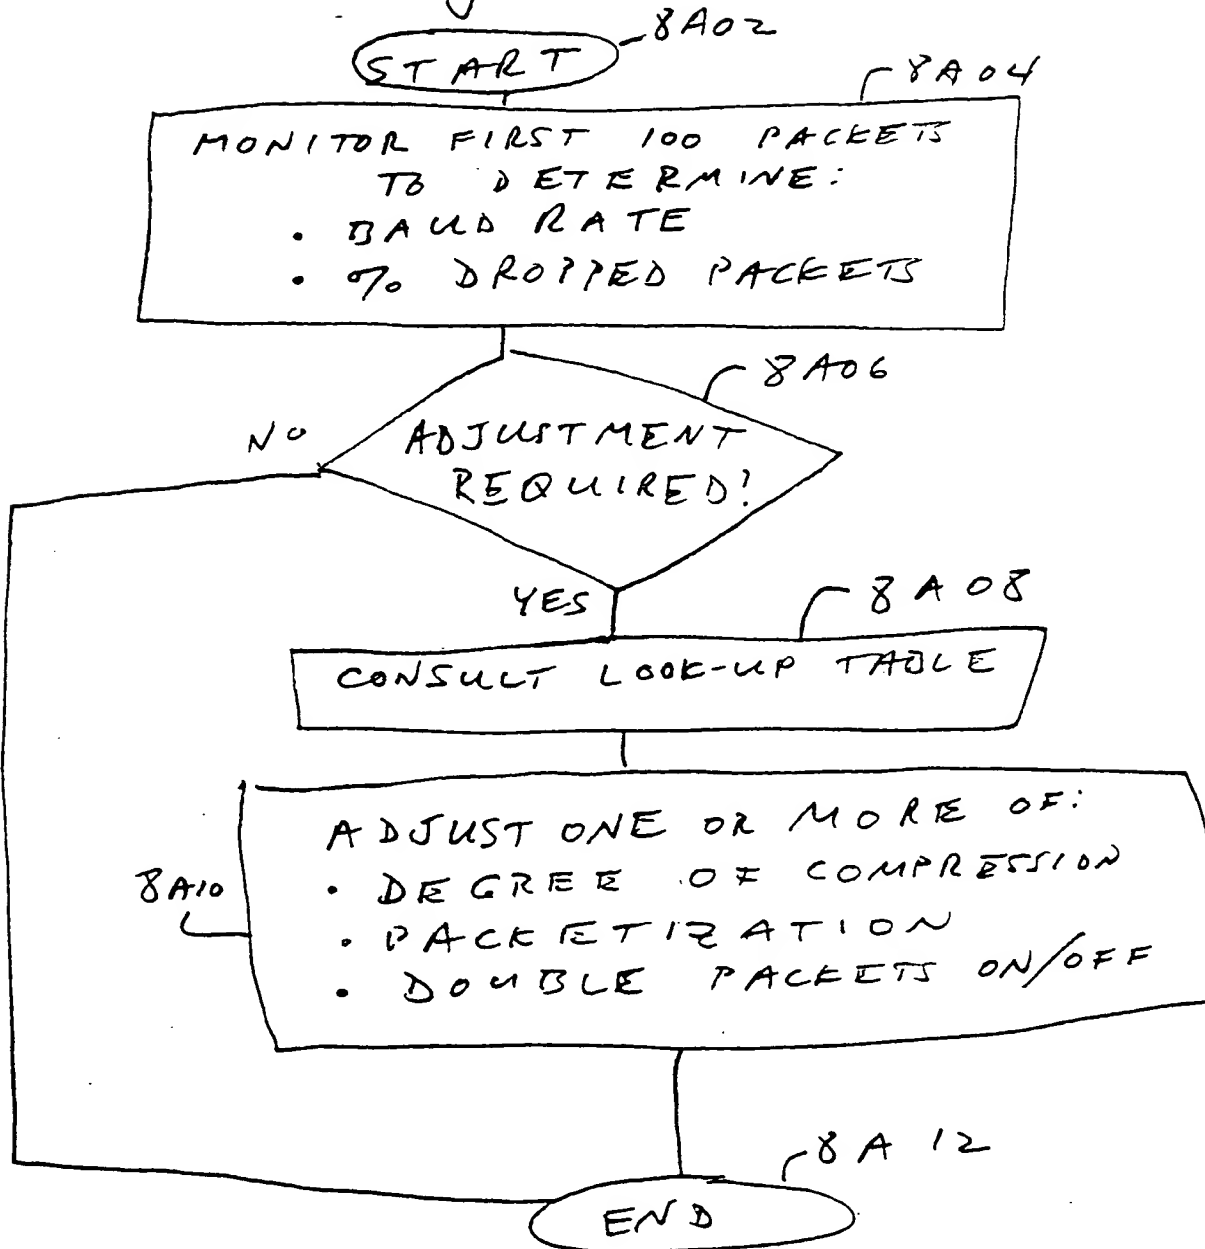 8A02
START
8A04
MONITOR FIRST 100 PACKETS
TO DETERMINE:
• BAUD RATE
• % DROPPED PACKETS
8A06
NO
ADJUSTMENT
REQUIRED?
YES
8A08
CONSULT LOOK-UP TABLE
ADJUST ONE OR MORE OF:
8A10
• DEGREE OF COMPRESSION
• PACKETIZATION
• DOUBLE PACKETS ON/OFF
8A12
END